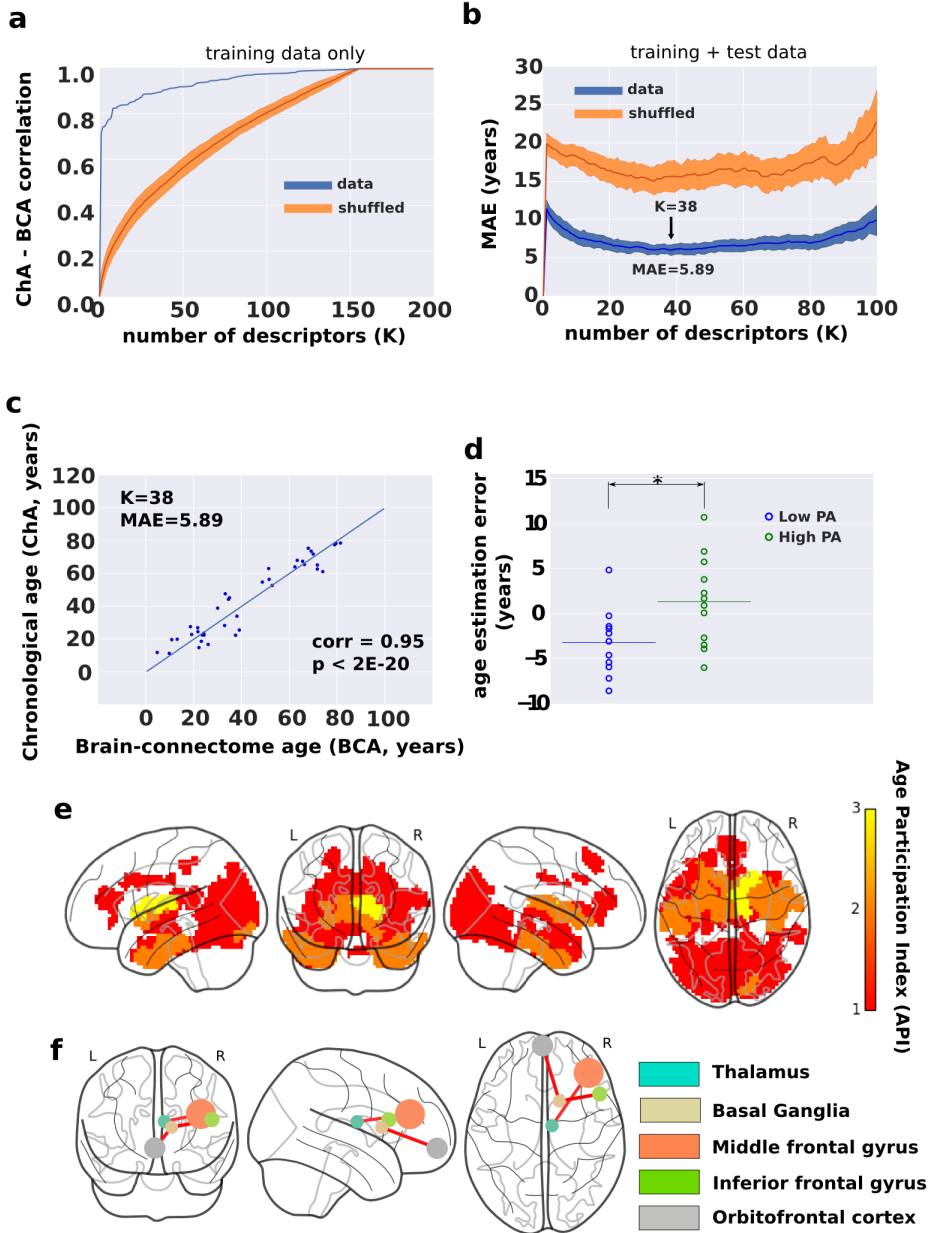 a
training data only
ChA - BCA correlation
1.0
0.8
0.6
0.4
0.2
0.0
data
shuffled
0 50 100 150 200
number of descriptors (K)
b
training + test data
MAE (years)
30
25
20
15
10
5
0
data
shuffled
K=38
MAE=5.89
0 20 40 60 80 100
number of descriptors (K)
c
Chronological age (ChA, years)
120
100
80
60
40
20
0
K=38
MAE=5.89
corr = 0.95
p < 2E-20
0 20 40 60 80 100
Brain-connectome age (BCA, years)
d
age estimation error
(years)
15
10
5
0
−5
−10
*
Low PA
High PA
e
L R
L R
Age Participation Index (API)
3
2
1
f
L R
L R
Thalamus
Basal Ganglia
Middle frontal gyrus
Inferior frontal gyrus
Orbitofrontal cortex